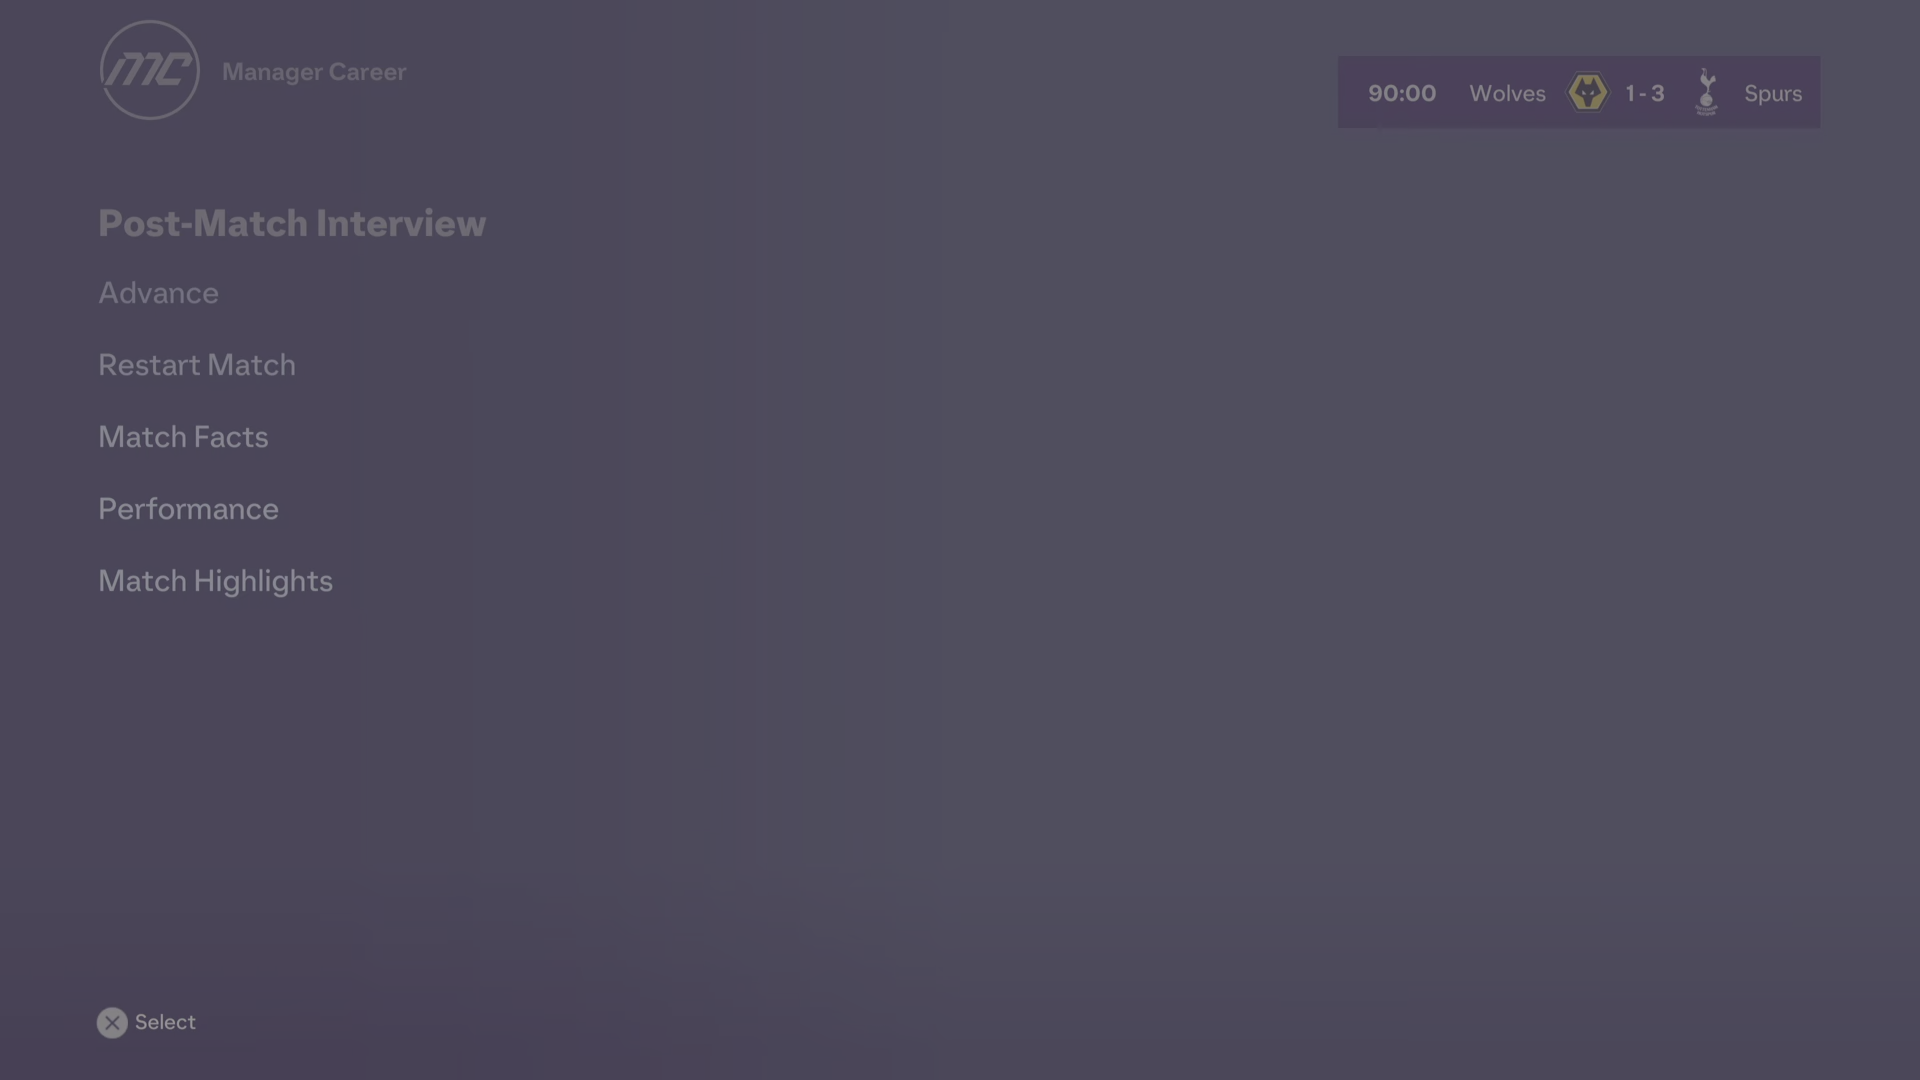 MC Manager Career
90:00 Wolves 1 - 3 Spurs
Post-Match Interview
Advance
Restart Match
Match Facts
Performance
Match Highlights
Select